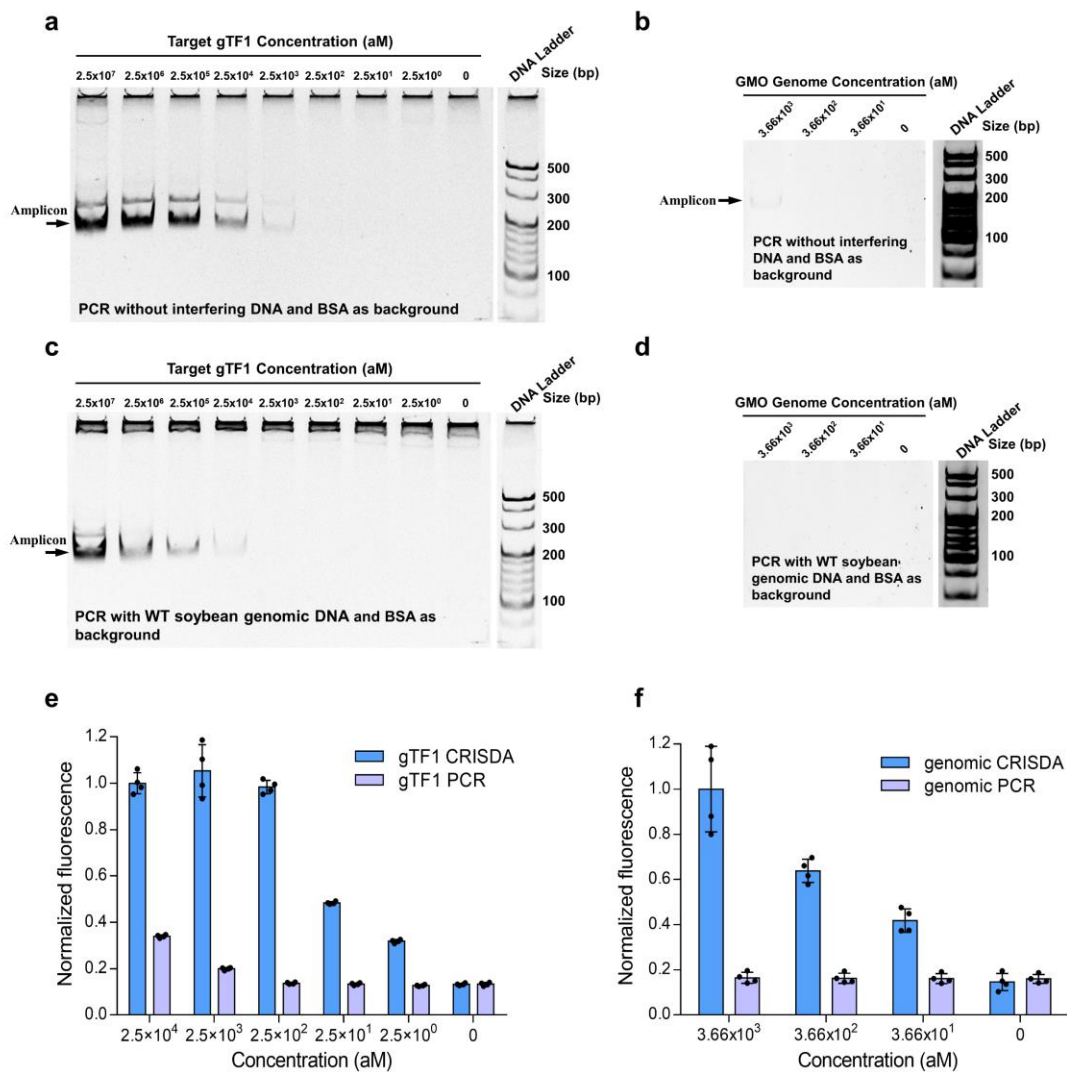 a
Target gTF1 Concentration (aM)
2.5x10⁷ 2.5x10⁶ 2.5x10⁵ 2.5x10⁴ 2.5x10³ 2.5x10² 2.5x10¹ 2.5x10⁰ 0
DNA Ladder
Size (bp)
500
300
200
100
Amplicon
PCR without interfering DNA and BSA as background
b
GMO Genome Concentration (aM)
3.66x10³ 3.66x10² 3.66x10¹ 0
DNA Ladder
Size (bp)
500
300
200
100
Amplicon
PCR without interfering
DNA and BSA as
background
c
Target gTF1 Concentration (aM)
2.5x10⁷ 2.5x10⁶ 2.5x10⁵ 2.5x10⁴ 2.5x10³ 2.5x10² 2.5x10¹ 2.5x10⁰ 0
DNA Ladder
Size (bp)
500
300
200
100
Amplicon
PCR with WT soybean genomic DNA and BSA as
background
d
GMO Genome Concentration (aM)
3.66x10³ 3.66x10² 3.66x10¹ 0
DNA Ladder
Size (bp)
500
300
200
100
PCR with WT soybean
genomic DNA and BSA as
background
e
Normalized fluorescence
1.2
1.0
0.8
0.6
0.4
0.2
0.0
gTF1 CRISDA
gTF1 PCR
2.5×10⁴ 2.5×10³ 2.5×10² 2.5×10¹ 2.5×10⁰ 0
Concentration (aM)
f
Normalized fluorescence
1.2
1.0
0.8
0.6
0.4
0.2
0.0
genomic CRISDA
genomic PCR
3.66x10³ 3.66x10² 3.66x10¹ 0
Concentration (aM)